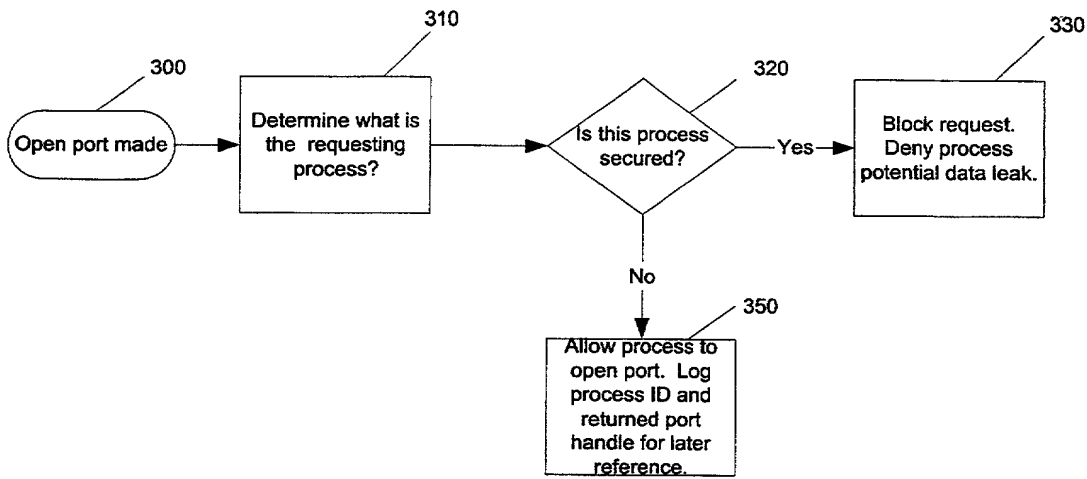 300
Open port made
310
Determine what is
the requesting
process?
320
Is this process
secured?
Yes
330
Block request.
Deny process
potential data leak.
No
350
Allow process to
open port. Log
process ID and
returned port
handle for later
reference.